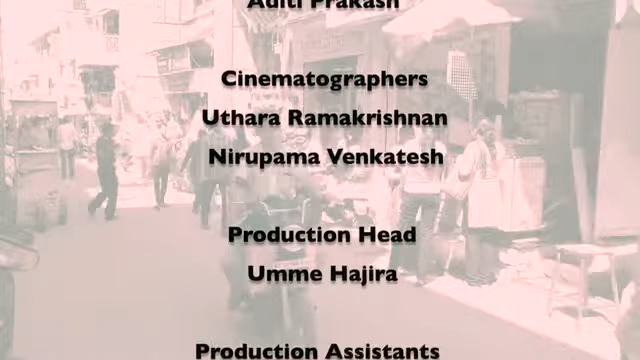 Aditi Prakash
Cinematographers
Uthara Ramakrishnan
Nirupama Venkatesh
Production Head
Umme Hajira
Production Assistants